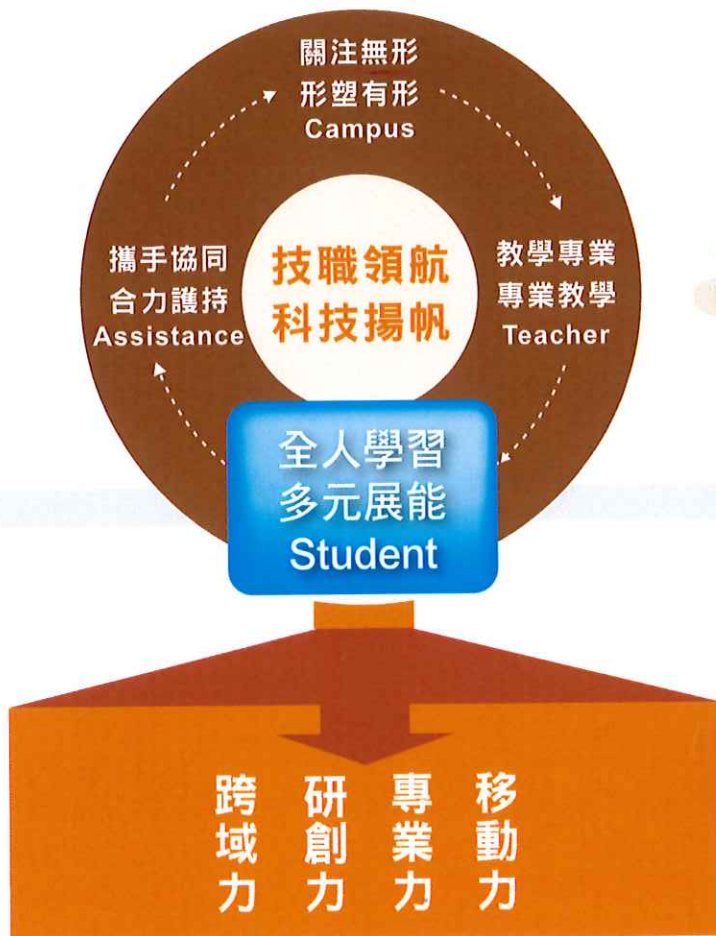 關注無形
形塑有形
Campus
攜手協同
合力護持
Assistance
技職領航
科技揚帆
教學專業
專業教學
Teacher
全人學習
多元展能
Student
跨域力
研創力
專業力
移動力